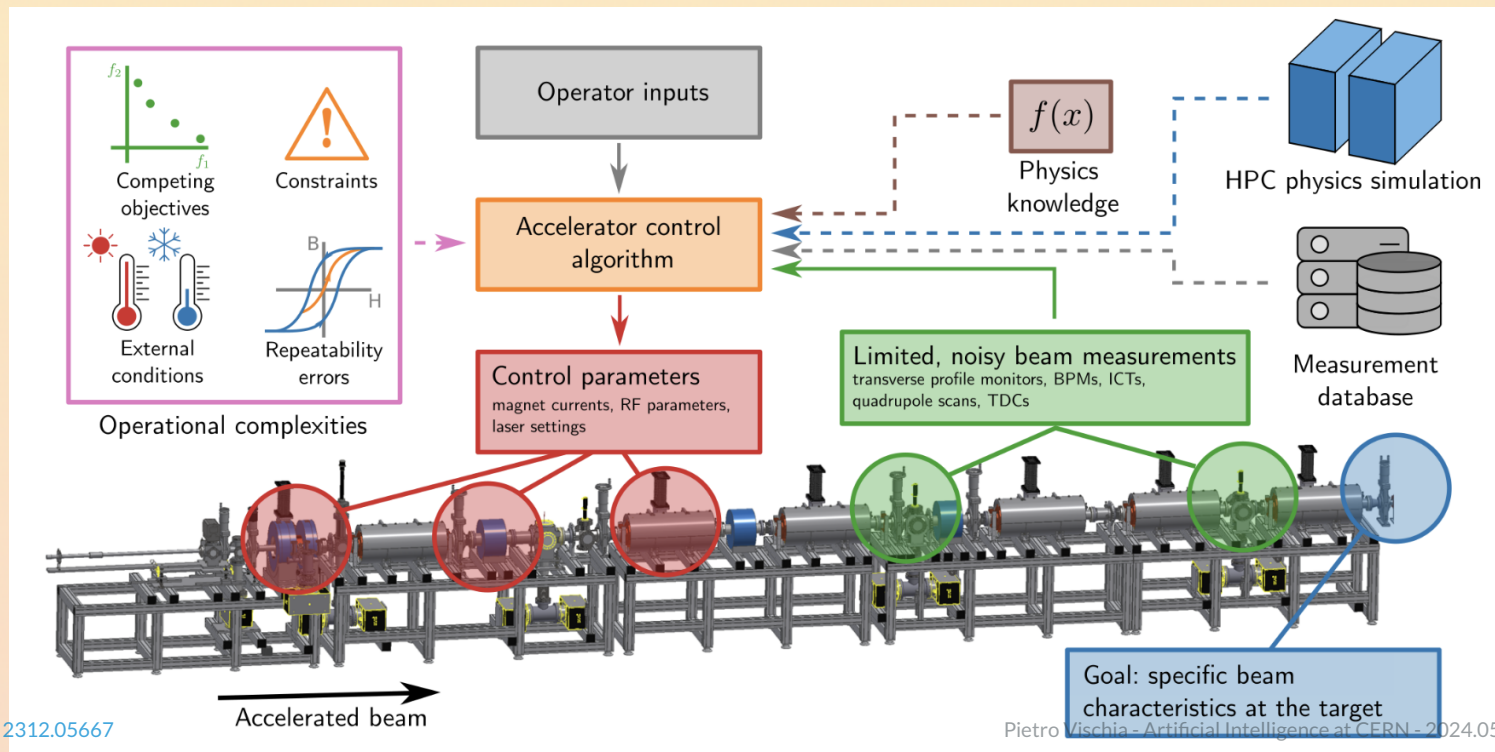 f₂
f₁
Competing
objectives
Constraints
External
conditions
B
H
Repeatability
errors
Operational complexities
Operator inputs
Accelerator control
algorithm
Control parameters
magnet currents, RF parameters,
laser settings
f(x)
Physics
knowledge
HPC physics simulation
Measurement
database
Limited, noisy beam measurements
transverse profile monitors, BPMs, ICTs,
quadrupole scans, TDCs
Accelerated beam
Goal: specific beam
characteristics at the target
2312.05667
Pietro Vischia - Artificial Intelligence at CERN - 2024.05